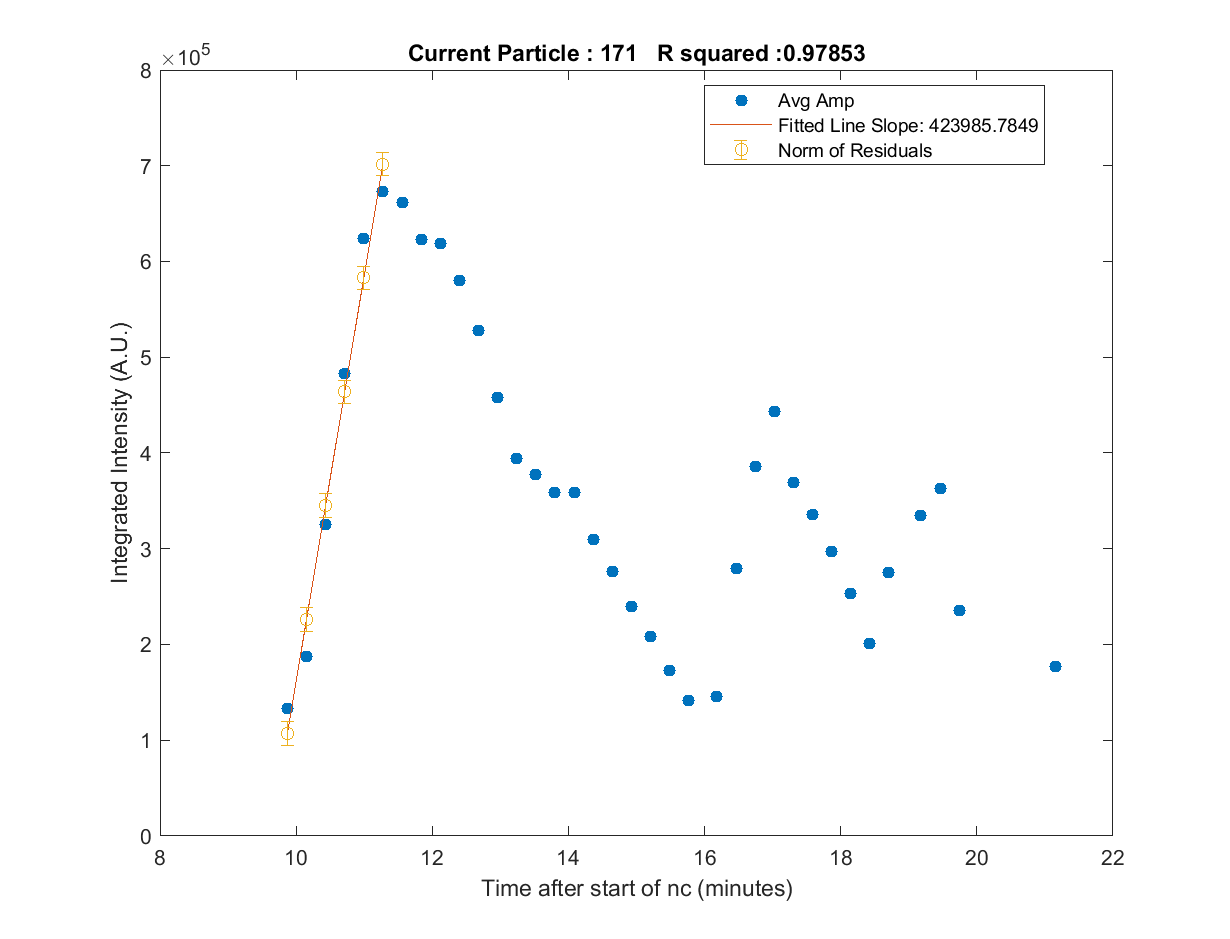 Current Particle : 171 R squared :0.97853
×10^5
8
7
6
5
4
3
2
1
0
Integrated Intensity (A.U.)
Avg Amp
Fitted Line Slope: 423985.7849
Norm of Residuals
8 10 12 14 16 18 20 22
Time after start of nc (minutes)